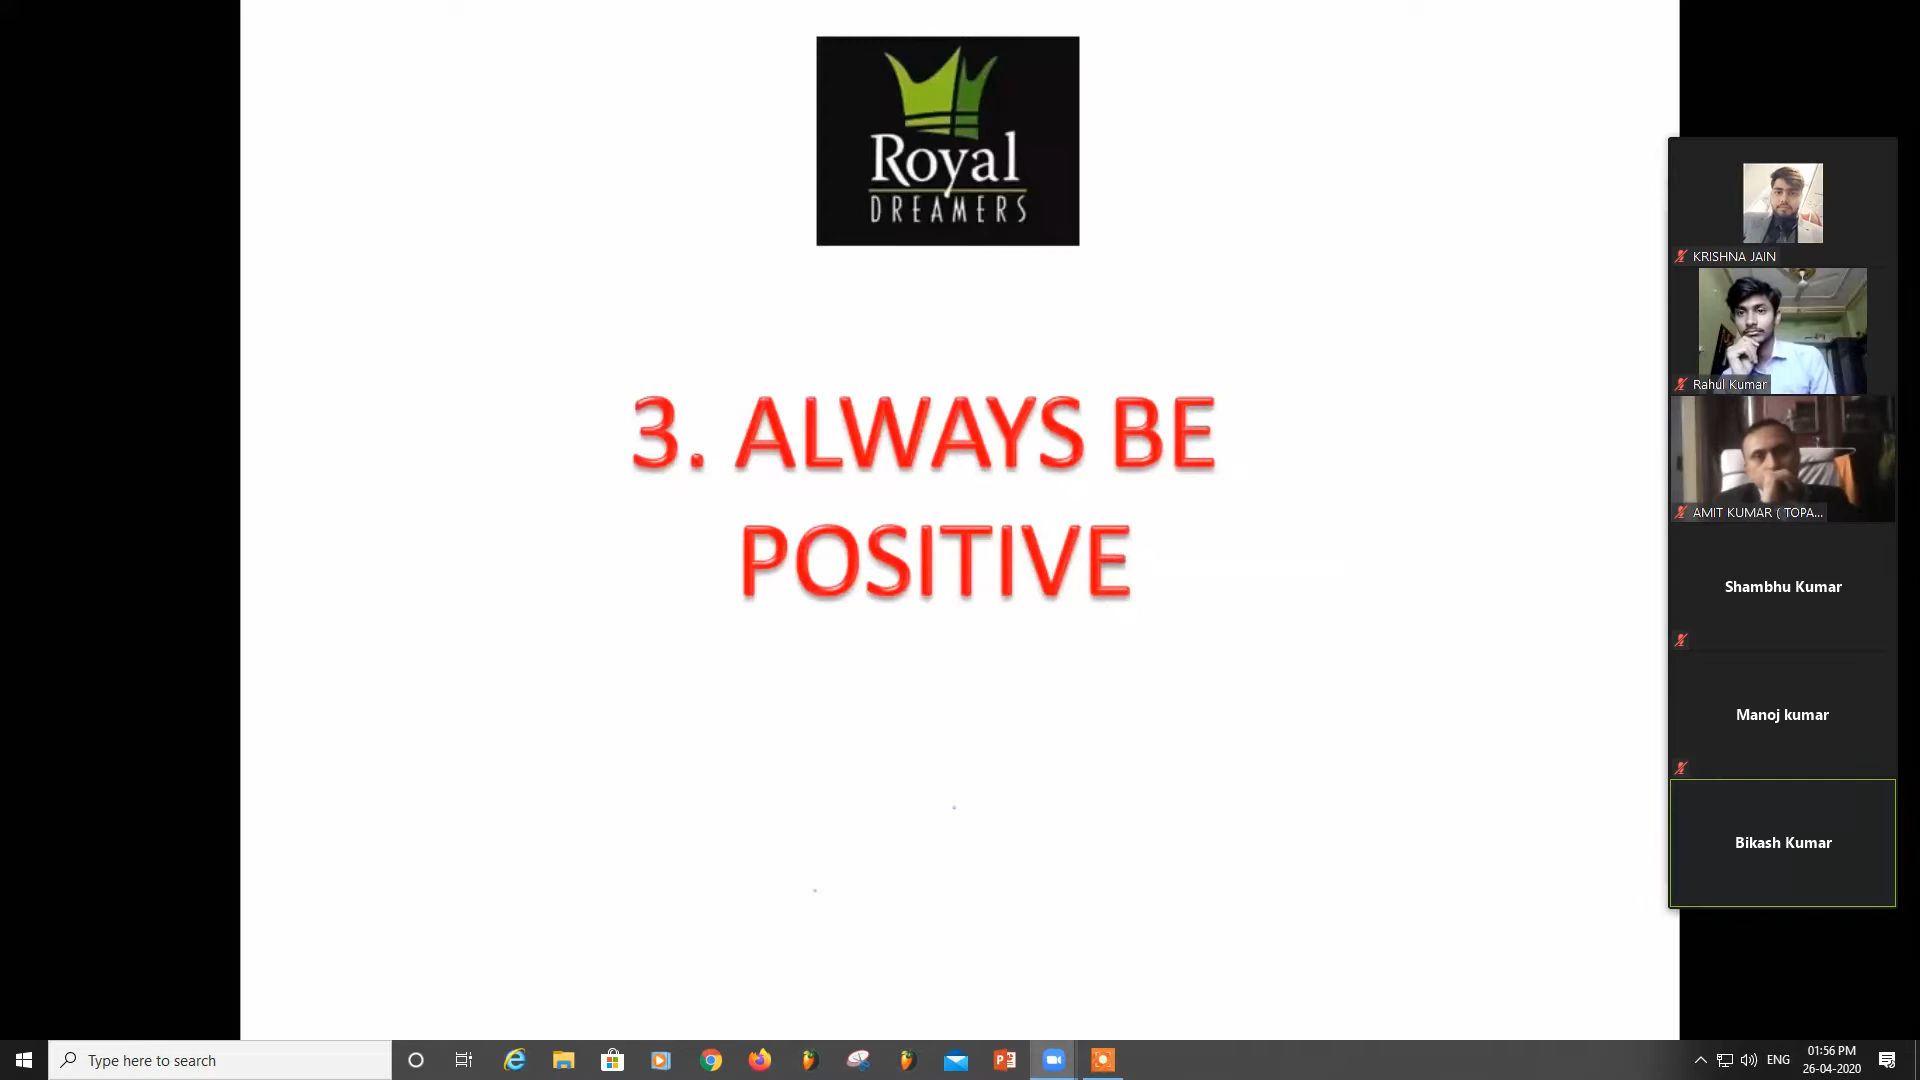 Royal
DREAMERS
3. ALWAYS BE
POSITIVE
KRISHNA JAIN
Rahul Kumar
AMIT KUMAR ( TOPA...
Shambhu Kumar
Manoj kumar
Bikash Kumar
Type here to search
ENG
01:56 PM
26-04-2020